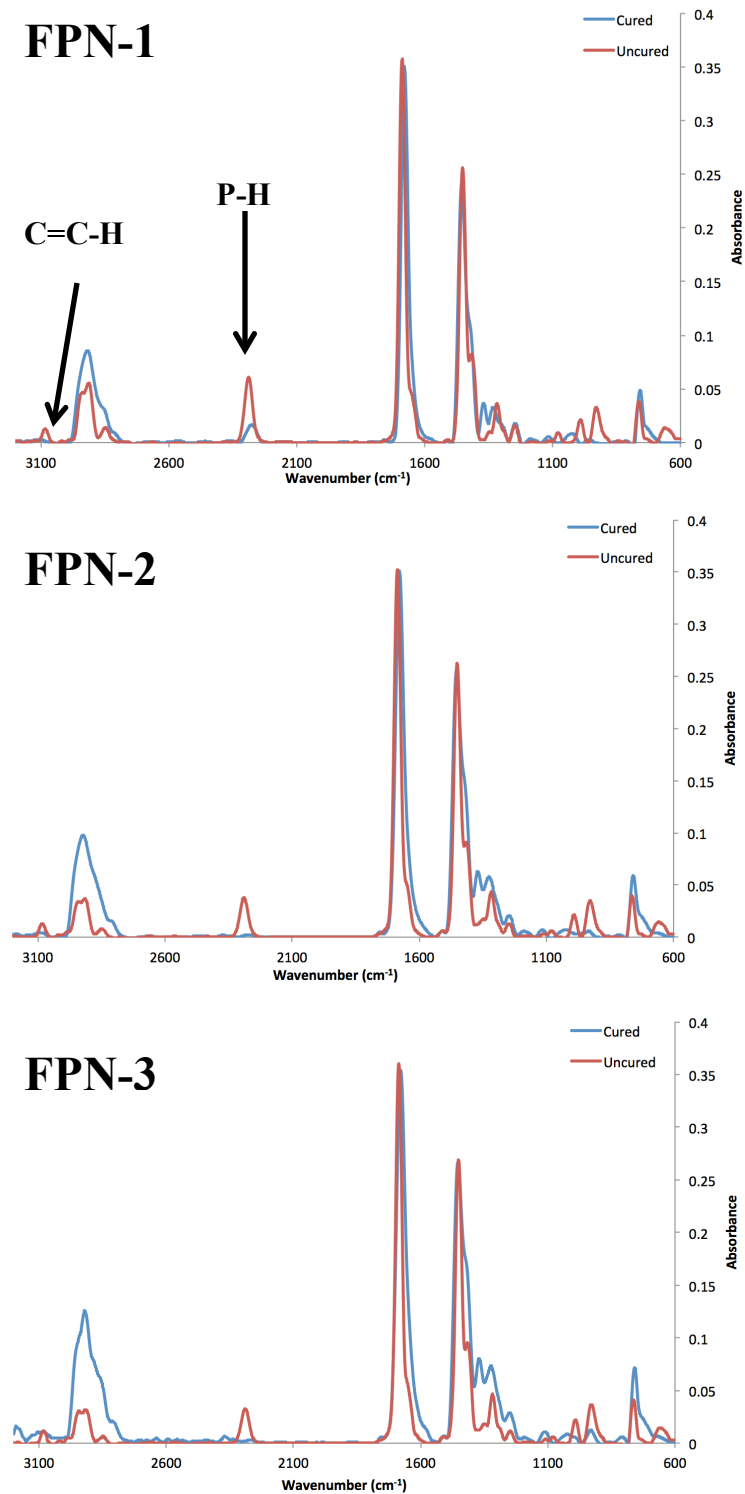 FPN-1
Cured
Uncured
P-H
C=C-H
0.4
0.35
0.3
0.25
0.2
0.15
0.1
0.05
0
Absorbance
3100 2600 2100 1600 1100 600
Wavenumber (cm-1)
FPN-2
Cured
Uncured
0.4
0.35
0.3
0.25
0.2
0.15
0.1
0.05
0
Absorbance
3100 2600 2100 1600 1100 600
Wavenumber (cm-1)
FPN-3
Cured
Uncured
0.4
0.35
0.3
0.25
0.2
0.15
0.1
0.05
0
Absorbance
3100 2600 2100 1600 1100 600
Wavenumber (cm-1)